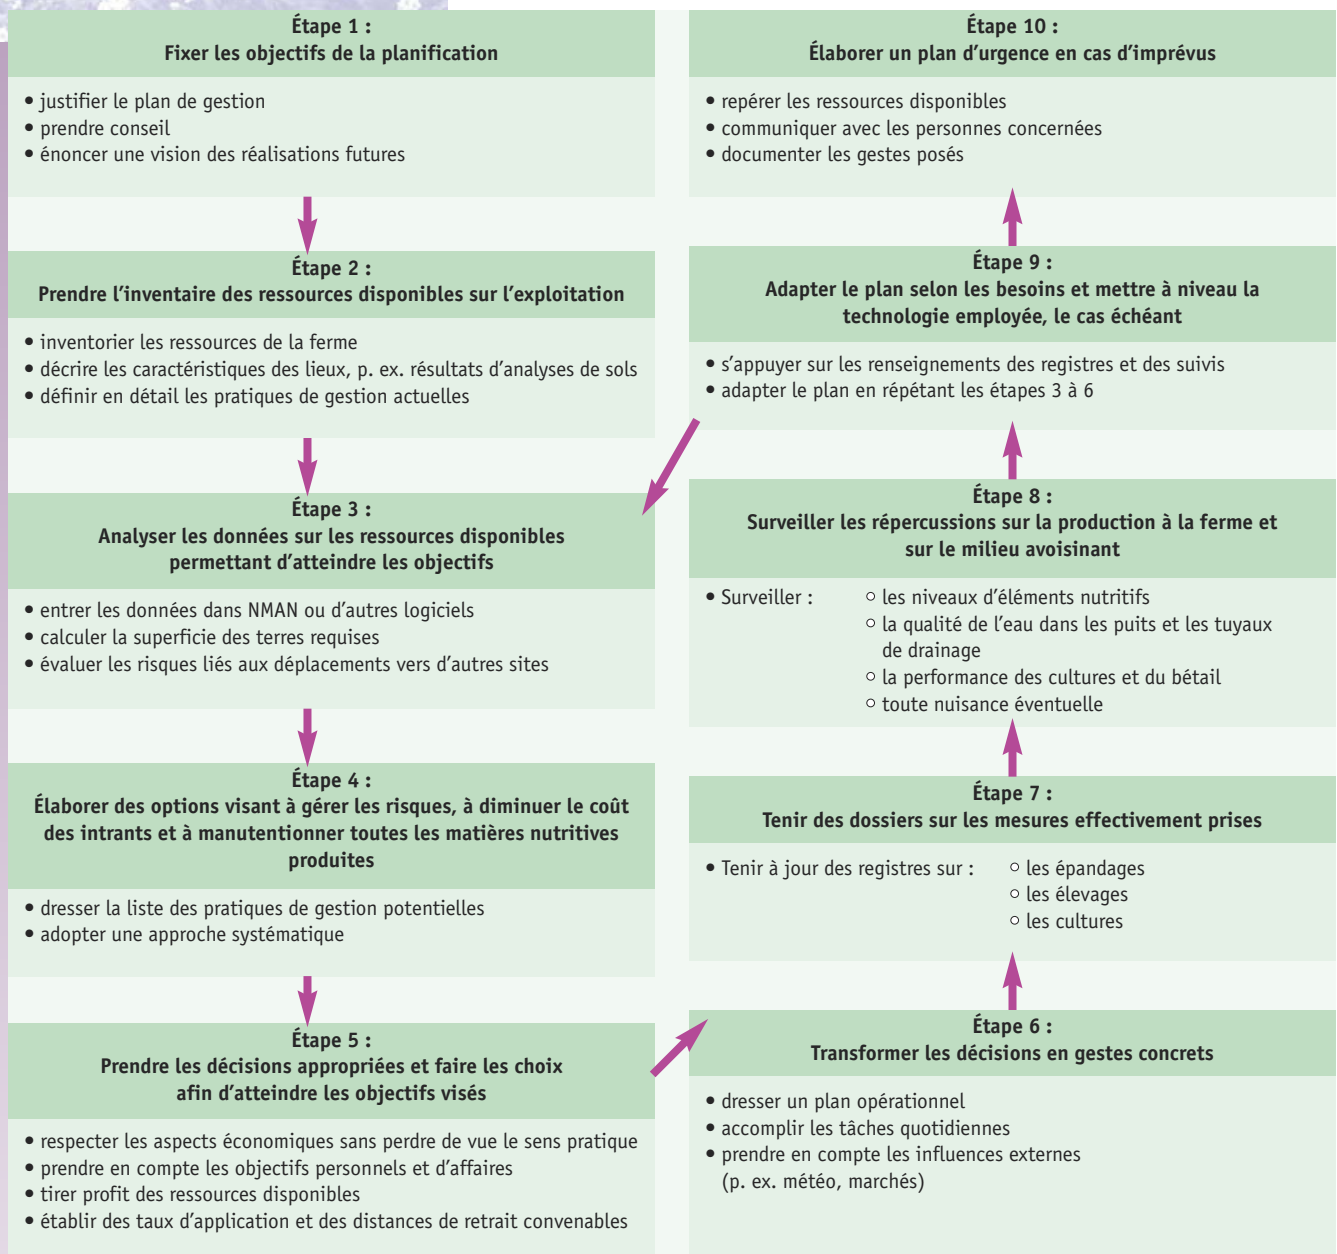 Étape 1 :
Fixer les objectifs de la planification
• justifier le plan de gestion
• prendre conseil
• énoncer une vision des réalisations futures
Étape 2 :
Prendre l’inventaire des ressources disponibles sur l’exploitation
• inventorier les ressources de la ferme
• décrire les caractéristiques des lieux, p. ex. résultats d’analyses de sols
• définir en détail les pratiques de gestion actuelles
Étape 3 :
Analyser les données sur les ressources disponibles
permettant d’atteindre les objectifs
• entrer les données dans NMAN ou d’autres logiciels
• calculer la superficie des terres requises
• évaluer les risques liés aux déplacements vers d’autres sites
Étape 4 :
Élaborer des options visant à gérer les risques, à diminuer le coût
des intrants et à manutentionner toutes les matières nutritives
produites
• dresser la liste des pratiques de gestion potentielles
• adopter une approche systématique
Étape 5 :
Prendre les décisions appropriées et faire les choix
afin d’atteindre les objectifs visés
• respecter les aspects économiques sans perdre de vue le sens pratique
• prendre en compte les objectifs personnels et d’affaires
• tirer profit des ressources disponibles
• établir des taux d’application et des distances de retrait convenables
Étape 6 :
Transformer les décisions en gestes concrets
• dresser un plan opérationnel
• accomplir les tâches quotidiennes
• prendre en compte les influences externes
(p. ex. météo, marchés)
Étape 7 :
Tenir des dossiers sur les mesures effectivement prises
• Tenir à jour des registres sur : ○ les épandages
○ les élevages
○ les cultures
Étape 8 :
Surveiller les répercussions sur la production à la ferme et
sur le milieu avoisinant
• Surveiller : ○ les niveaux d’éléments nutritifs
○ la qualité de l’eau dans les puits et les tuyaux
de drainage
○ la performance des cultures et du bétail
○ toute nuisance éventuelle
Étape 9 :
Adapter le plan selon les besoins et mettre à niveau la
technologie employée, le cas échéant
• s’appuyer sur les renseignements des registres et des suivis
• adapter le plan en répétant les étapes 3 à 6
Étape 10 :
Élaborer un plan d’urgence en cas d’imprévus
• repérer les ressources disponibles
• communiquer avec les personnes concernées
• documenter les gestes posés